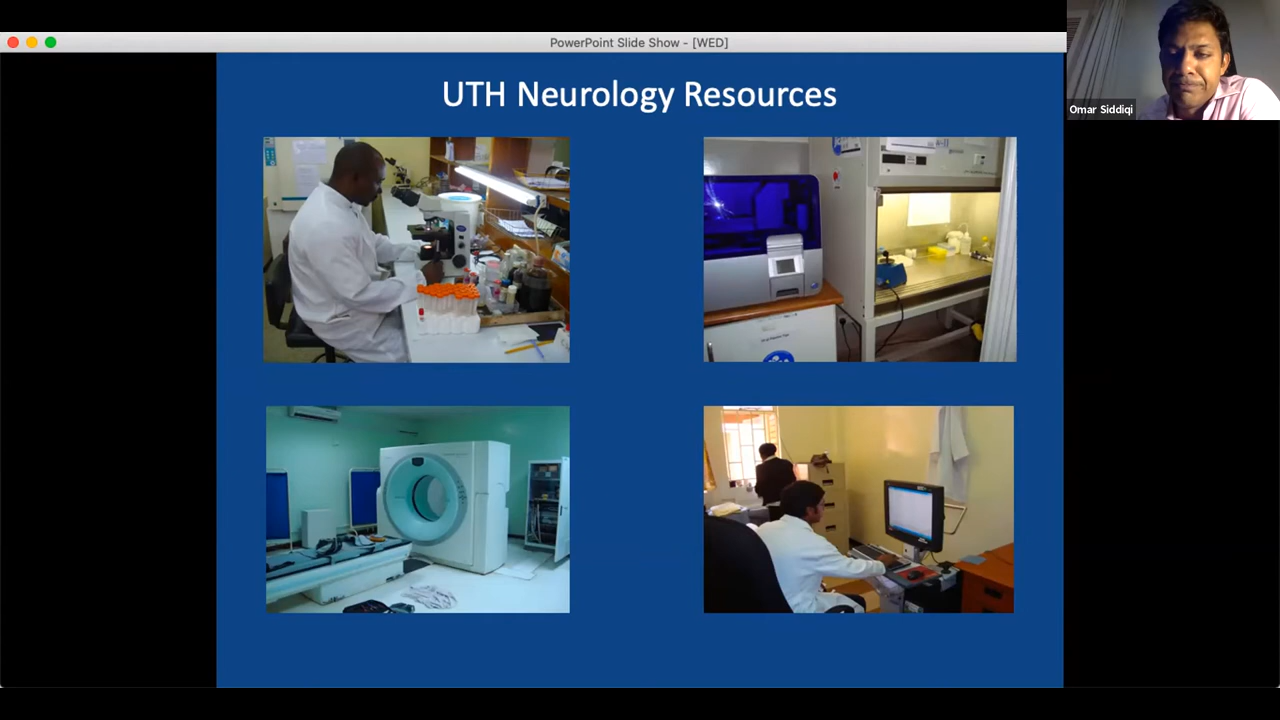 PowerPoint Slide Show - [WED]
UTH Neurology Resources
Omar Siddiqi